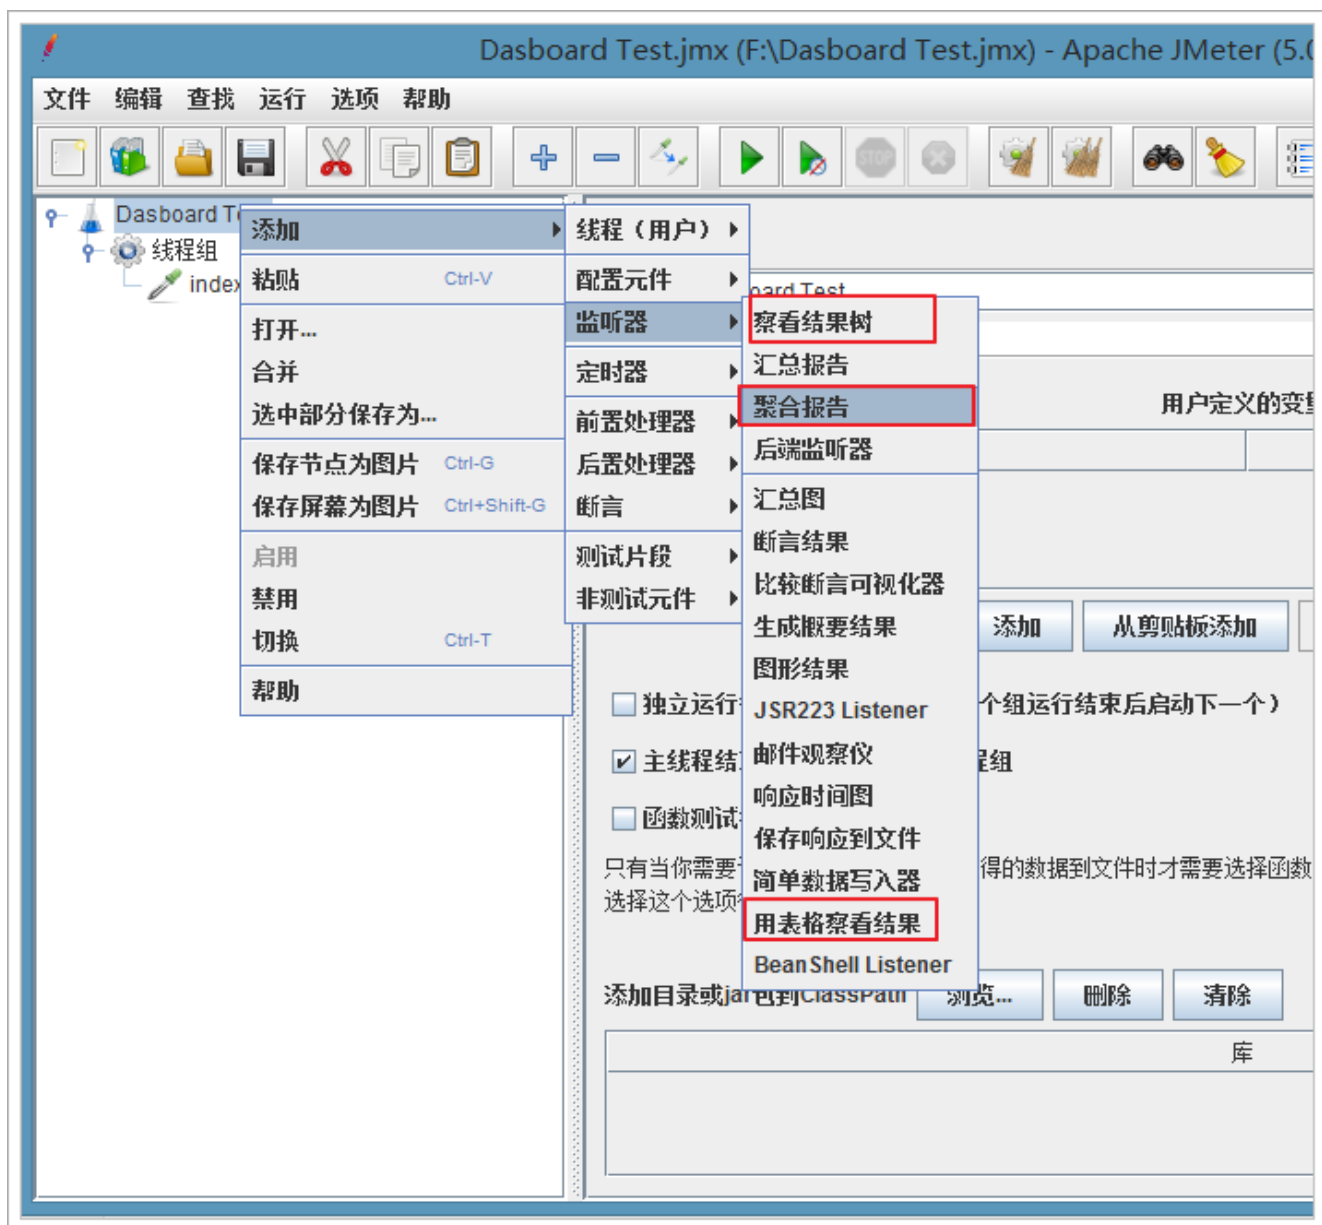 Dasboard Test.jmx (F:\Dasboard Test.jmx) - Apache JMeter (5.0
文件 编辑 查找 运行 选项 帮助
STOP
Dasboard T
线程组
index
添加
粘贴 Ctrl-V
打开...
合并
选中部分保存为...
保存节点为图片 Ctrl-G
保存屏幕为图片 Ctrl+Shift-G
启用
禁用
切换 Ctrl-T
帮助
线程（用户）
配置元件
监听器
定时器
前置处理器
后置处理器
断言
测试片段
非测试元件
察看结果树
汇总报告
聚合报告
后端监听器
汇总图
断言结果
比较断言可视化器
生成概要结果
图形结果
JSR223 Listener
邮件观察仪
响应时间图
保存响应到文件
简单数据写入器
用表格察看结果
BeanShell Listener
oard Test
用户定义的变量
添加 从剪贴板添加
独立运行 个组运行结束后启动下一个）
主线程结 程组
函数测试
只有当你需要 得的数据到文件时才需要选择函数
选择这个选项
添加目录或jar包到ClassPath 浏览... 删除 清除
库